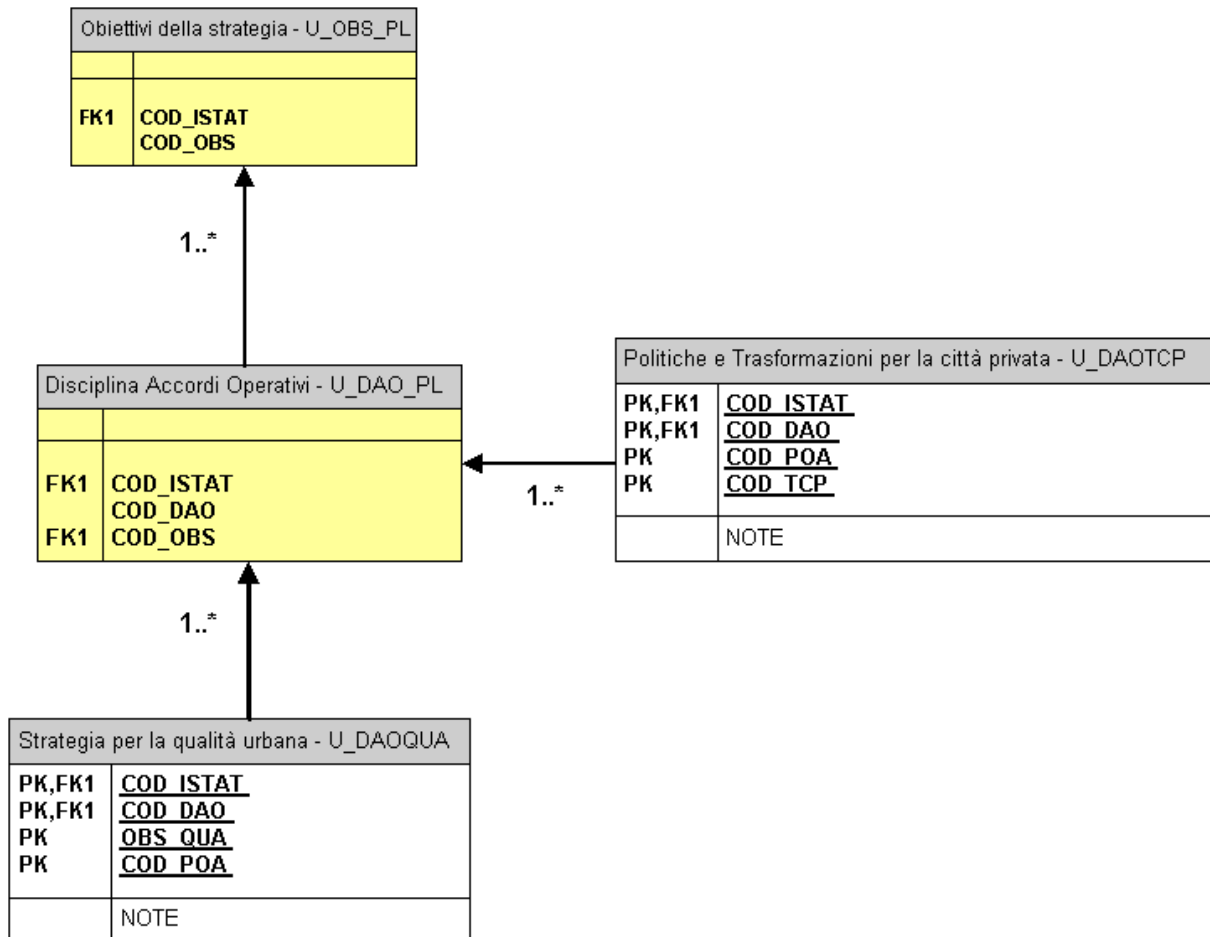 Obiettivi della strategia - U_OBS_PL
FK1 COD_ISTAT
COD_OBS
1..*
Disciplina Accordi Operativi - U_DAO_PL
FK1 COD_ISTAT
COD_DAO
FK1 COD_OBS
1..*
Politiche e Trasformazioni per la città privata - U_DAOTCP
PK,FK1 COD_ISTAT
PK,FK1 COD_DAO
PK COD_POA
PK COD_TCP
NOTE
1..*
Strategia per la qualità urbana - U_DAOQUA
PK,FK1 COD_ISTAT
PK,FK1 COD_DAO
PK OBS_QUA
PK COD_POA
NOTE